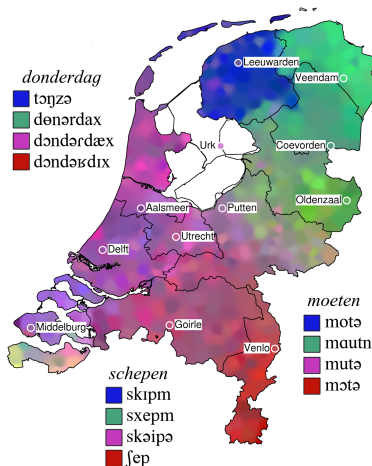 Leeuwarden
donderdag
Veendam
tɔŋzə
dɵnərdax
dɔndərdæx
dɔndəʁdɪx
Urk
Coevorden
Oldenzaal
Aalsmeer
Putten
Utrecht
Delft
moeten
motə
Middelburg
Goirle
mɑutn
Venlo
mutə
schepen
mɔtə
skɪpm
sxepm
skəipə
ʃep